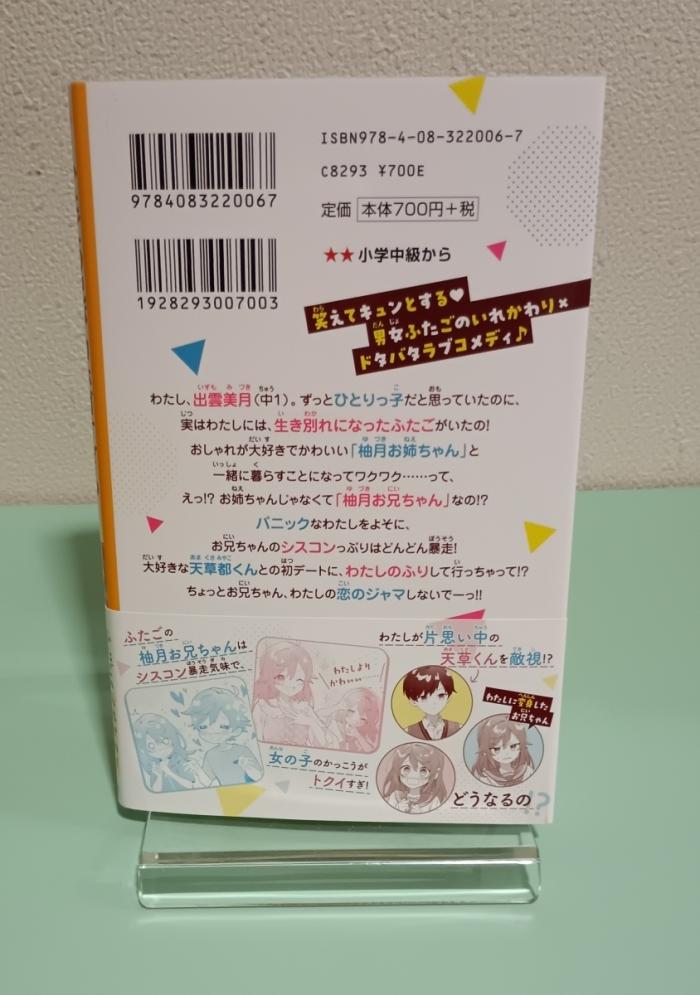 ISBN978-4-08-322006-7
C8293 ¥700E
9784083220067
定価 本体700円+税
1928293007003
★★小学中級から
笑えてキュンとする♥
男女ふたごのいれかわり×
ドタバタラブコメディ♪
わたし、出雲美月(中1)。ずっとひとりっ子だと思っていたのに、
実はわたしには、生き別れになったふたごがいたの!
おしゃれが大好きでかわいい「柚月お姉ちゃん」と
一緒に暮らすことになってワクワク……って、
えっ!? お姉ちゃんじゃなくて「柚月お兄ちゃん」なの!?
パニックなわたしをよそに、
お兄ちゃんのシスコンっぷりはどんどん暴走!
大好きな天草都くんとの初デートに、わたしのふりして行っちゃって!?
ちょっとお兄ちゃん、わたしの恋のジャマしないでーっ!!
ふたごの
柚月お兄ちゃんは
シスコン暴走気味で、
わたしより
かわいい……
女の子のかっこうが
トクイすぎ!
わたしが片思い中の
天草くんを敵視!?
わたしに変身した
お兄ちゃん
どうなるの!?